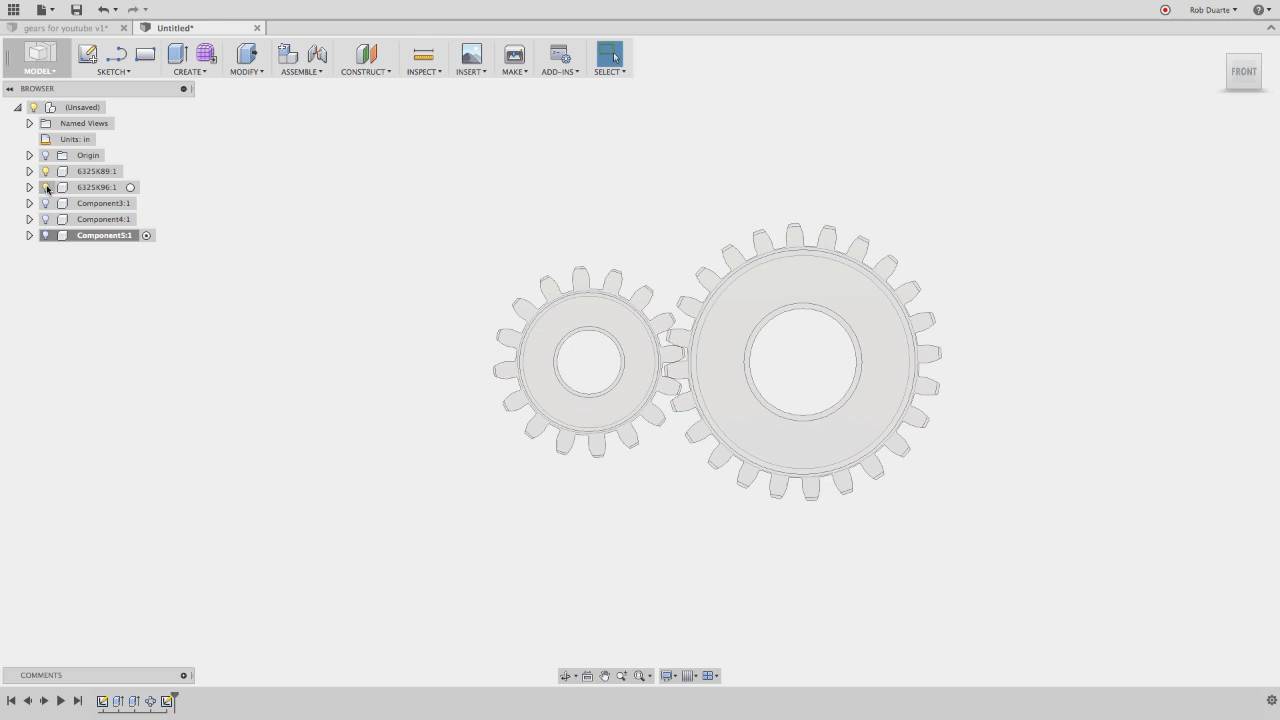 Rob Duarte
gears for youtube v1*
Untitled*
MODEL
SKETCH
CREATE
MODIFY
ASSEMBLE
CONSTRUCT
INSPECT
INSERT
MAKE
ADD-INS
SELECT
FRONT
BROWSER
(Unsaved)
Named Views
Units: in
Origin
6325K89:1
6325K96:1
Component3:1
Component4:1
Component5:1
COMMENTS